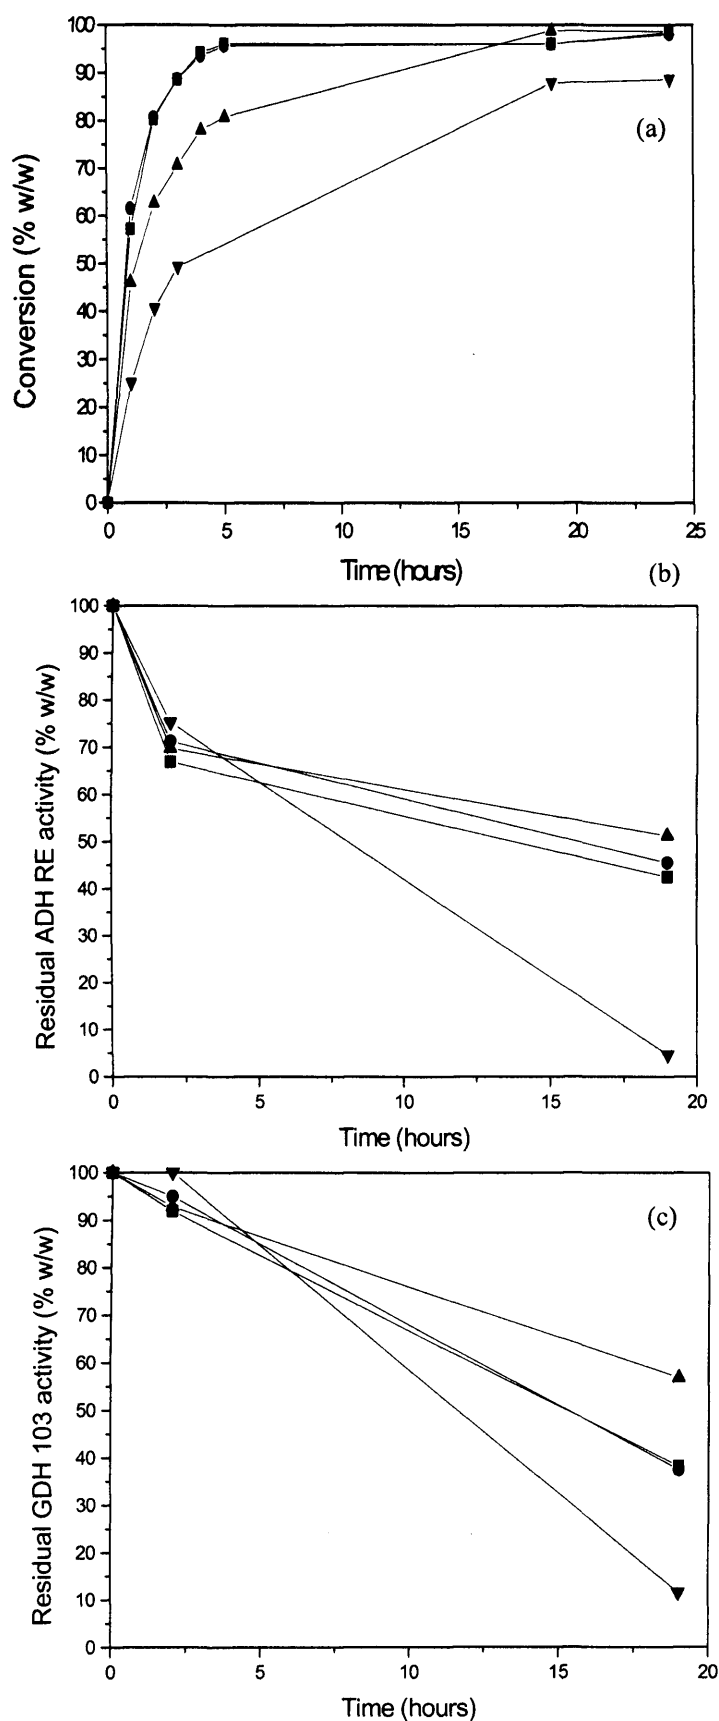 100
90
80
70
60
50
40
30
20
10
0
Conversion (% w/w)
(a)
0 5 10 15 20 25
Time (hours)
(b)
100
90
80
70
60
50
40
30
20
10
0
Residual ADH RE activity (% w/w)
0 5 10 15 20
Time (hours)
100
90
80
70
60
50
40
30
20
10
0
Residual GDH 103 activity (% w/w)
(c)
0 5 10 15 20
Time (hours)